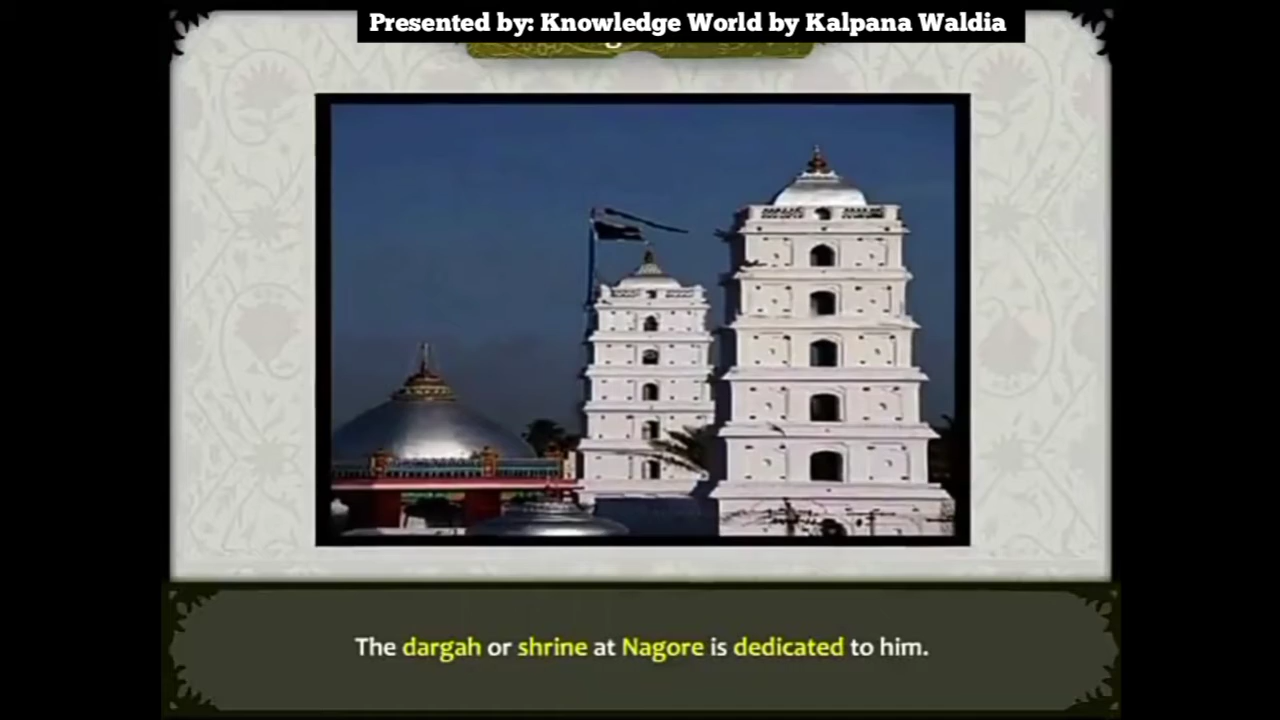 Presented by: Knowledge World by Kalpana Waldia
The dargah or shrine at Nagore is dedicated to him.